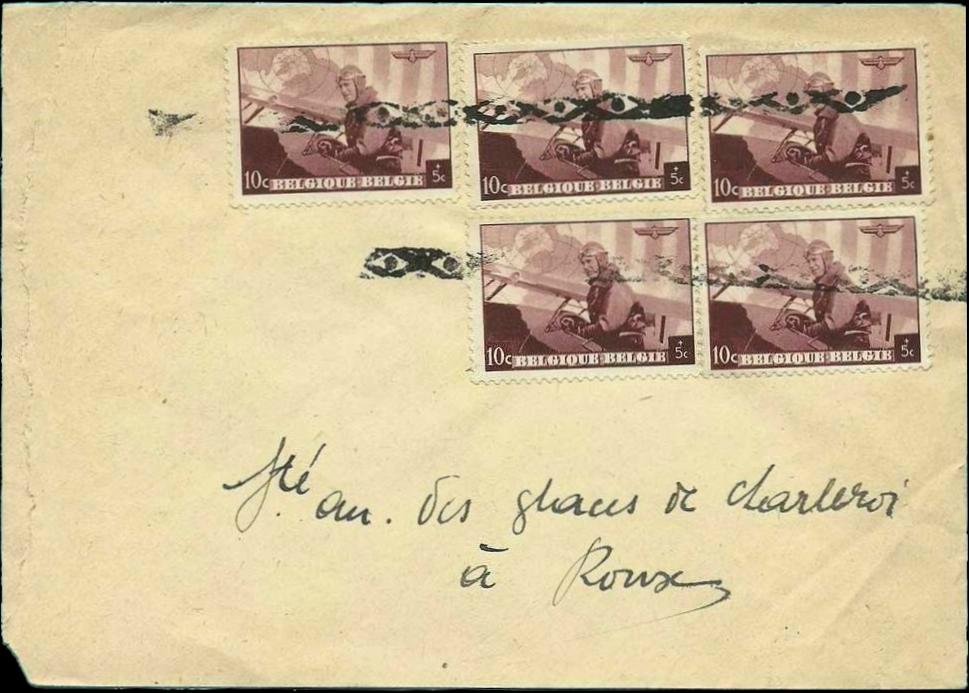 10c BELGIQUE-BELGIE + 5c
10c BELGIQUE-BELGIE + 5c
10c BELGIQUE-BELGIE + 5c
10c BELGIQUE-BELGIE + 5c
10c BELGIQUE-BELGIE + 5c
Sté an. des glaces de Charleroi
à Roux